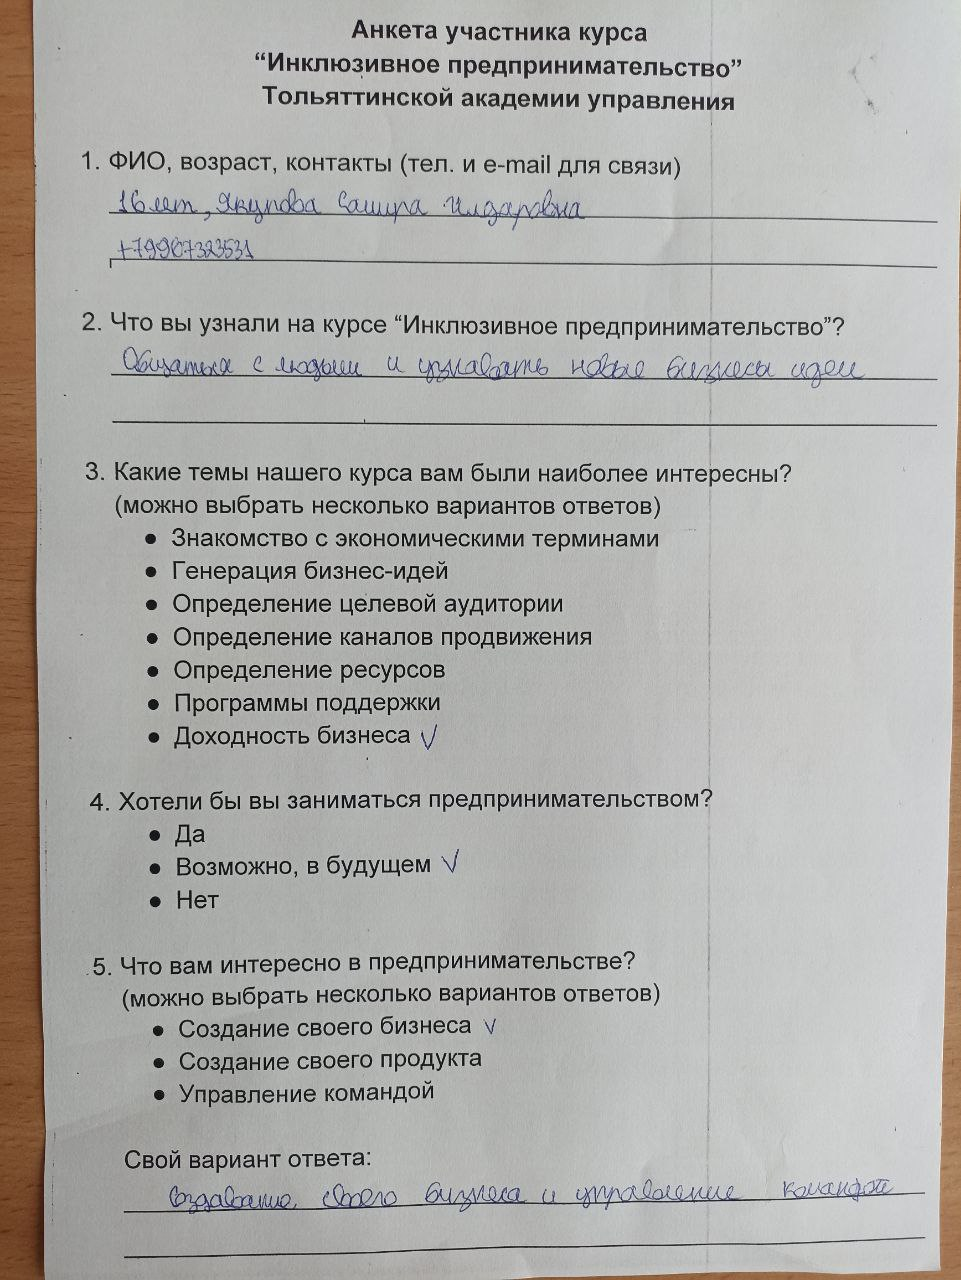 Анкета участника курса
“Инклюзивное предпринимательство”
Тольяттинской академии управления
1. ФИО, возраст, контакты (тел. и e-mail для связи)
16 лет, Якупова Сашира Илдаровна
+79967323531
2. Что вы узнали на курсе “Инклюзивное предпринимательство”?
Общаться с людьми и узнавать новые бизнесы идеи
3. Какие темы нашего курса вам были наиболее интересны?
(можно выбрать несколько вариантов ответов)
● Знакомство с экономическими терминами
● Генерация бизнес-идей
● Определение целевой аудитории
● Определение каналов продвижения
● Определение ресурсов
● Программы поддержки
● Доходность бизнеса ✓
4. Хотели бы вы заниматься предпринимательством?
● Да
● Возможно, в будущем ✓
● Нет
5. Что вам интересно в предпринимательстве?
(можно выбрать несколько вариантов ответов)
● Создание своего бизнеса ✓
● Создание своего продукта
● Управление командой
Свой вариант ответа:
своего бизнеса и управление командой